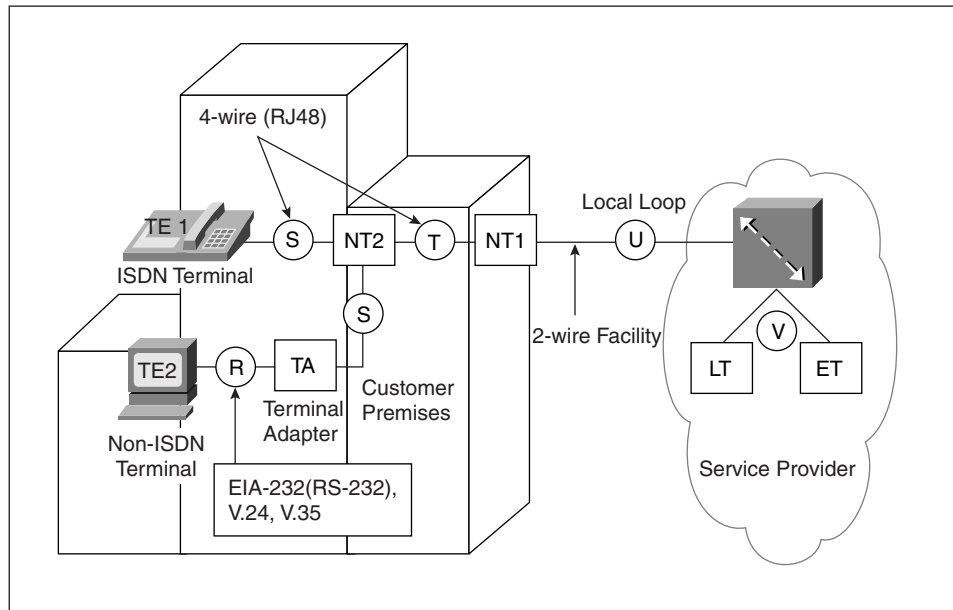 4-wire (RJ48)
Local Loop
TE 1
S
NT2
T
NT1
U
ISDN Terminal
S
2-wire Facility
V
LT
ET
TE2
R
TA
Customer
Premises
Terminal
Adapter
Non-ISDN
Terminal
Service Provider
EIA-232(RS-232),
V.24, V.35